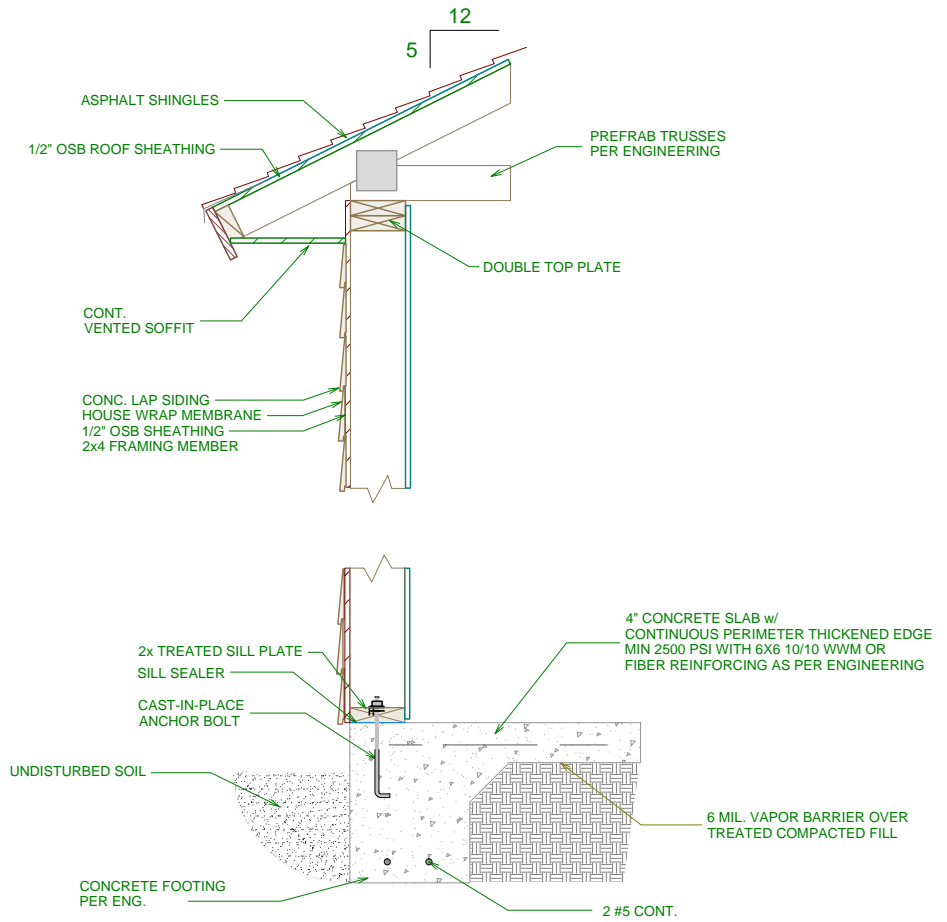 12
5
ASPHALT SHINGLES
1/2" OSB ROOF SHEATHING
PREFRAB TRUSSES
PER ENGINEERING
DOUBLE TOP PLATE
CONT.
VENTED SOFFIT
CONC. LAP SIDING
HOUSE WRAP MEMBRANE
1/2" OSB SHEATHING
2x4 FRAMING MEMBER
4" CONCRETE SLAB w/
CONTINUOUS PERIMETER THICKENED EDGE
MIN 2500 PSI WITH 6X6 10/10 WWM OR
FIBER REINFORCING AS PER ENGINEERING
2x TREATED SILL PLATE
SILL SEALER
CAST-IN-PLACE
ANCHOR BOLT
UNDISTURBED SOIL
6 MIL. VAPOR BARRIER OVER
TREATED COMPACTED FILL
CONCRETE FOOTING
PER ENG.
2 #5 CONT.